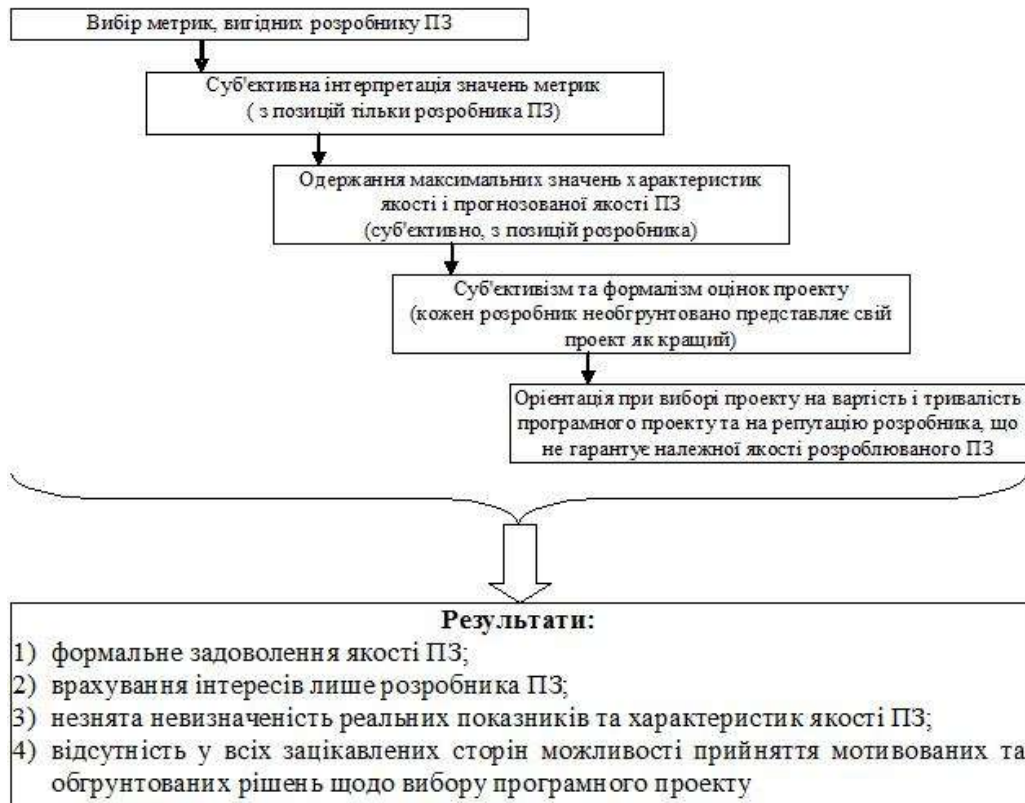 Вибір метрик, вигідних розробнику ПЗ
Суб'єктивна інтерпретація значень метрик
( з позицій тільки розробника ПЗ)
Одержання максимальних значень характеристик
якості і прогнозованої якості ПЗ
(суб'єктивно, з позицій розробника)
Суб'єктивізм та формалізм оцінок проекту
(кожен розробник необгрунтовано представляє свій
проект як кращий)
Орієнтація при виборі проекту на вартість і тривалість
програмного проекту та на репутацію розробника, що
не гарантує належної якості розроблюваного ПЗ
Результати:
1) формальне задоволення якості ПЗ;
2) врахування інтересів лише розробника ПЗ;
3) незнята невизначеність реальних показників та характеристик якості ПЗ;
4) відсутність у всіх зацікавлених сторін можливості прийняття мотивованих та
обгрунтованих рішень щодо вибору програмного проекту